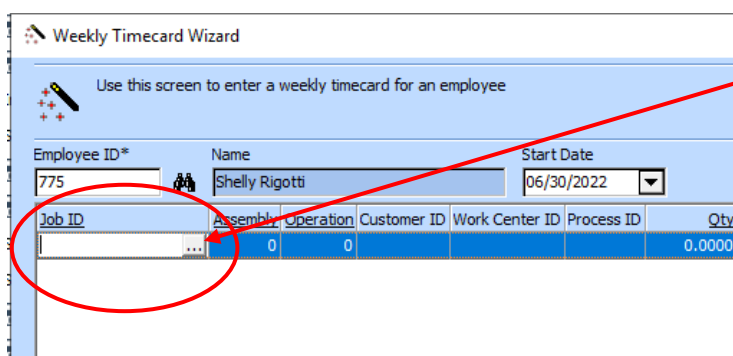 Weekly Timecard Wizard
Use this screen to enter a weekly timecard for an employee
Employee ID* Name Start Date
775 Shelly Rigotti 06/30/2022
Job ID Assembly Operation Customer ID Work Center ID Process ID Qty
... 0 0 0.0000